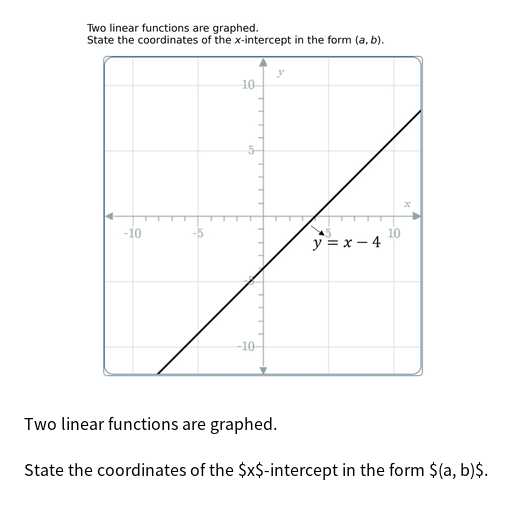 Two linear functions are graphed.
State the coordinates of the x-intercept in the form (a, b).
y
10
5
x
-10
-5
5
10
y = x − 4
-5
-10
Two linear functions are graphed.
State the coordinates of the $x$-intercept in the form $(a, b)$.